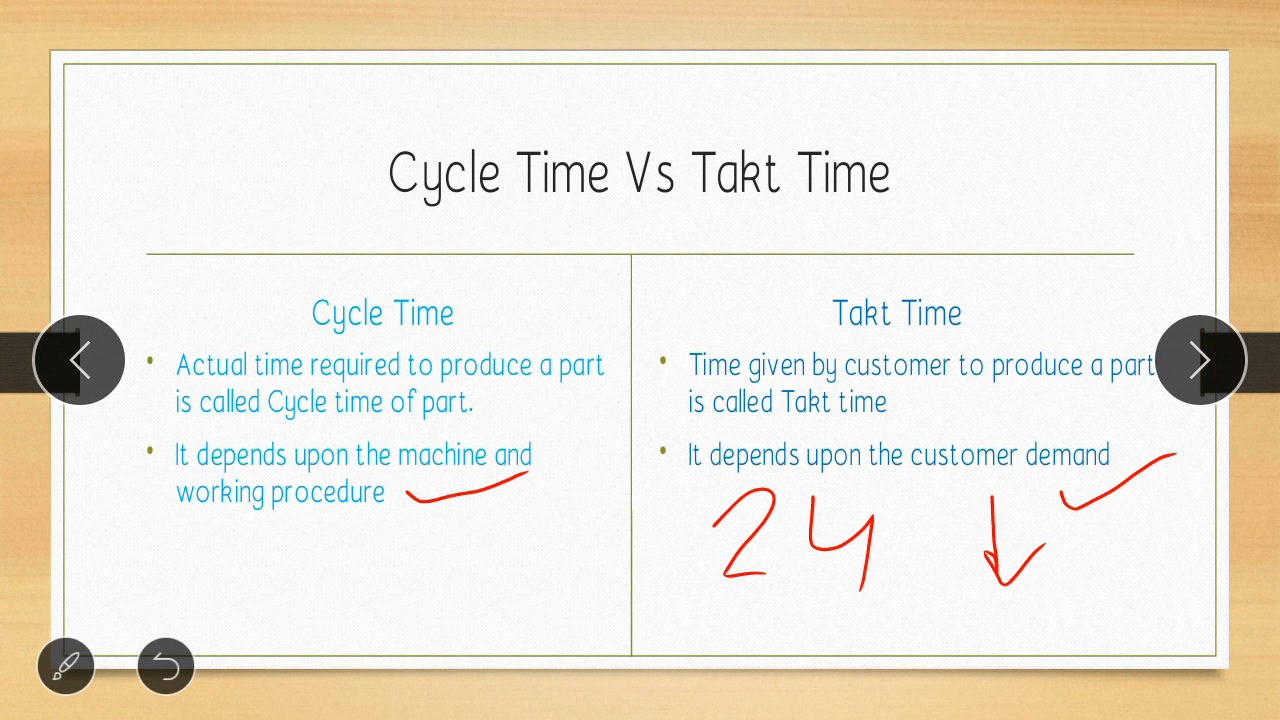 Cycle Time Vs Takt Time
Cycle Time
• Actual time required to produce a part
is called Cycle time of part.
• It depends upon the machine and
working procedure
Takt Time
• Time given by customer to produce a part
is called Takt time
• It depends upon the customer demand
24